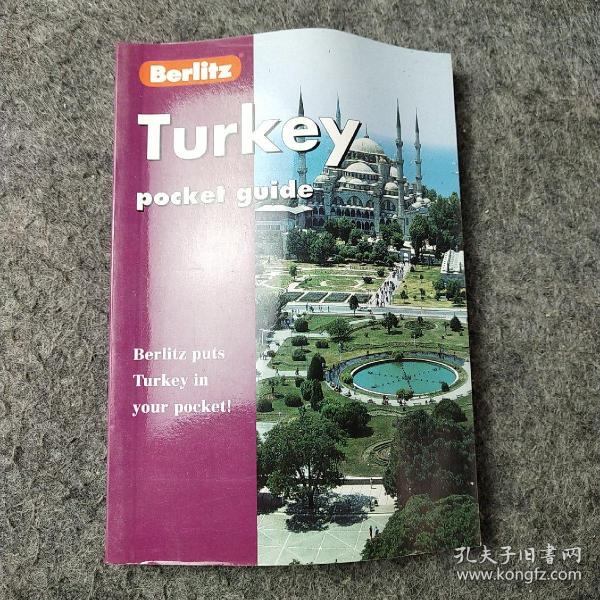 Berlitz
Turkey
pocket guide
Berlitz puts
Turkey in
your pocket!
孔夫子旧书网
www.kongfz.com